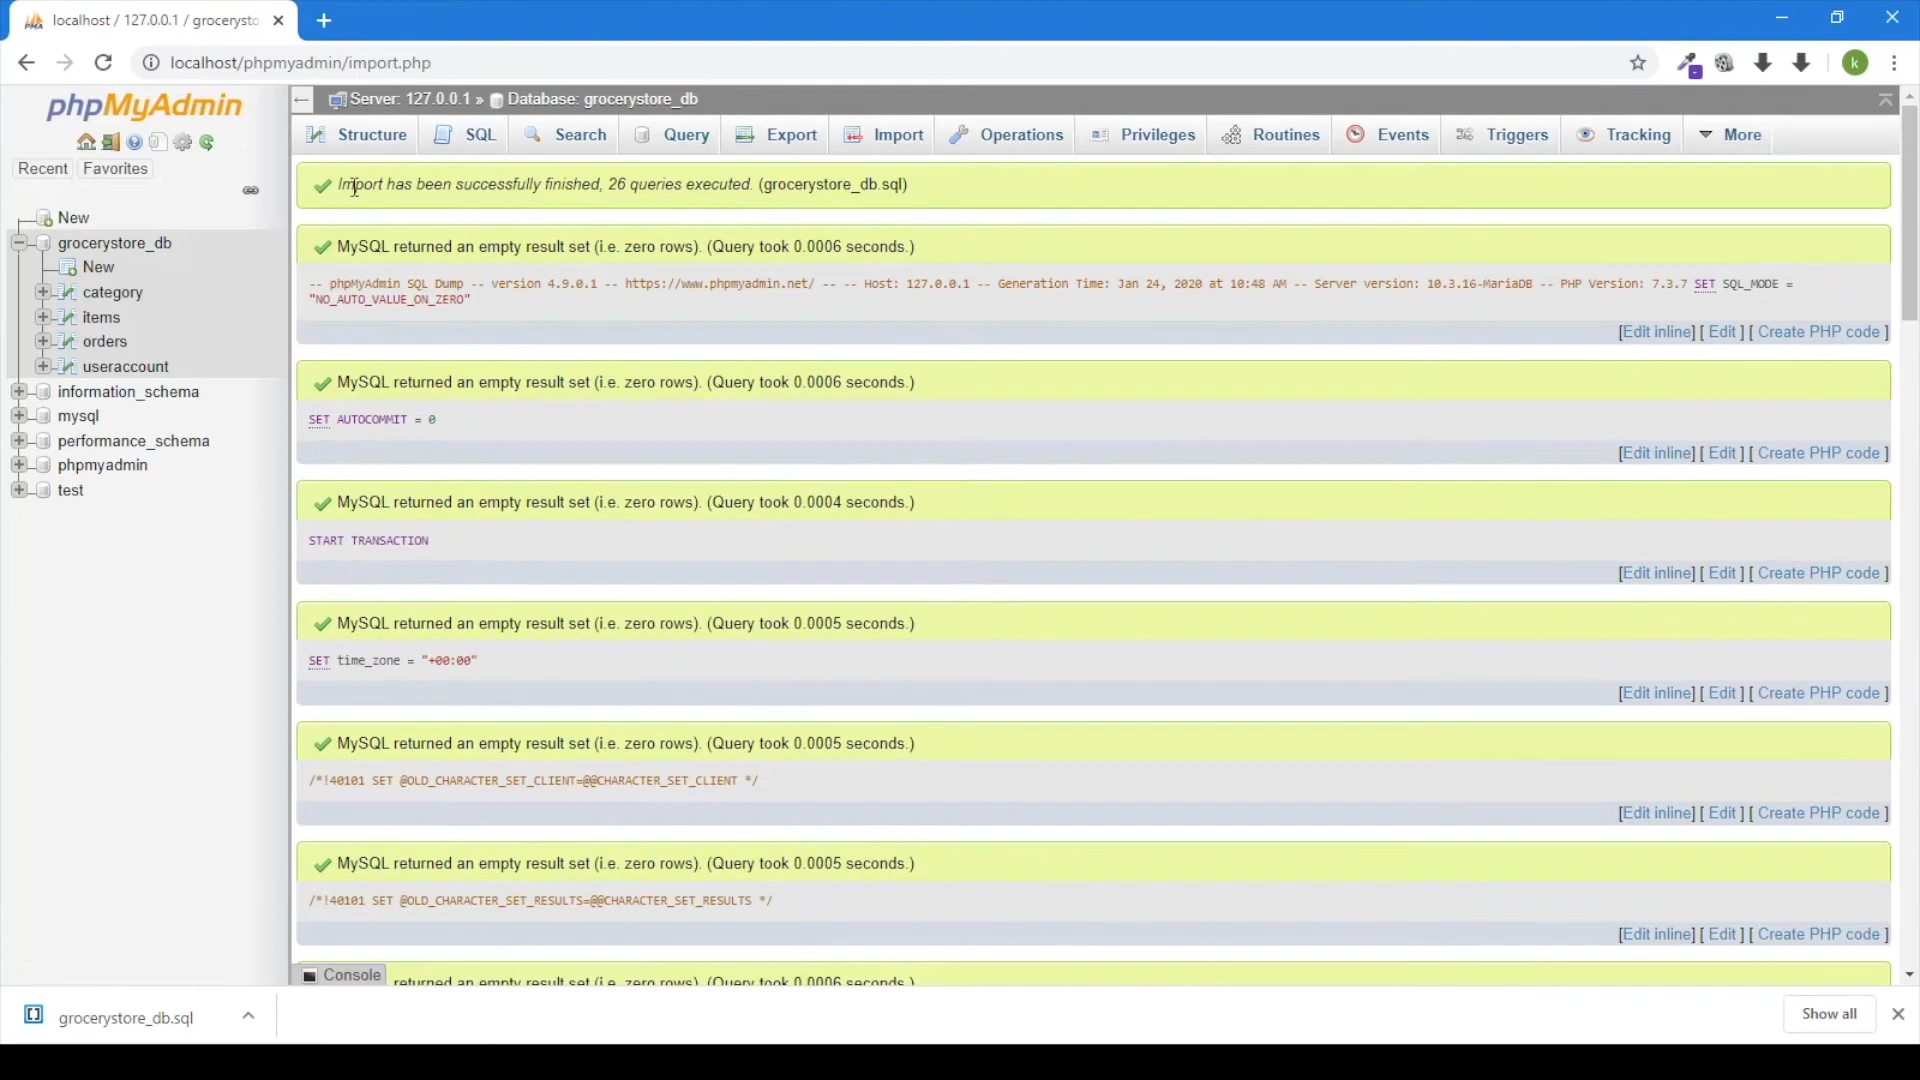 localhost / 127.0.0.1 / grocerysto
localhost/phpmyadmin/import.php
k
phpMyAdmin
Recent
Favorites
New
grocerystore_db
New
category
items
orders
useraccount
information_schema
mysql
performance_schema
phpmyadmin
test
Server: 127.0.0.1 » Database: grocerystore_db
Structure
SQL
Search
Query
Export
Import
Operations
Privileges
Routines
Events
Triggers
Tracking
More
Import has been successfully finished, 26 queries executed. (grocerystore_db.sql)
MySQL returned an empty result set (i.e. zero rows). (Query took 0.0006 seconds.)
-- phpMyAdmin SQL Dump -- version 4.9.0.1 -- https://www.phpmyadmin.net/ -- -- Host: 127.0.0.1 -- Generation Time: Jan 24, 2020 at 10:48 AM -- Server version: 10.3.16-MariaDB -- PHP Version: 7.3.7 SET SQL_MODE =
"NO_AUTO_VALUE_ON_ZERO"
[Edit inline] [ Edit ] [ Create PHP code ]
MySQL returned an empty result set (i.e. zero rows). (Query took 0.0006 seconds.)
SET AUTOCOMMIT = 0
[Edit inline] [ Edit ] [ Create PHP code ]
MySQL returned an empty result set (i.e. zero rows). (Query took 0.0004 seconds.)
START TRANSACTION
[Edit inline] [ Edit ] [ Create PHP code ]
MySQL returned an empty result set (i.e. zero rows). (Query took 0.0005 seconds.)
SET time_zone = "+00:00"
[Edit inline] [ Edit ] [ Create PHP code ]
MySQL returned an empty result set (i.e. zero rows). (Query took 0.0005 seconds.)
/*!40101 SET @OLD_CHARACTER_SET_CLIENT=@@CHARACTER_SET_CLIENT */
[Edit inline] [ Edit ] [ Create PHP code ]
MySQL returned an empty result set (i.e. zero rows). (Query took 0.0005 seconds.)
/*!40101 SET @OLD_CHARACTER_SET_RESULTS=@@CHARACTER_SET_RESULTS */
[Edit inline] [ Edit ] [ Create PHP code ]
Console
returned an empty result set (i.e. zero rows). (Query took 0.0006 seconds.)
grocerystore_db.sql
Show all